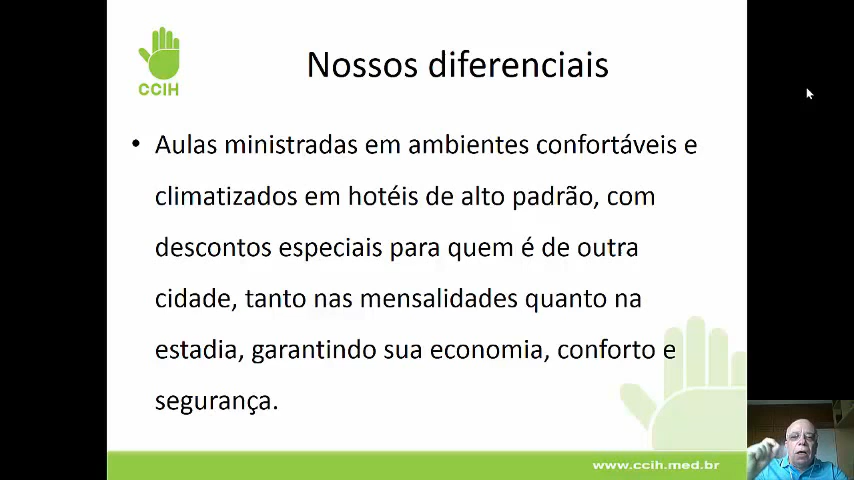 CCIH
Nossos diferenciais
• Aulas ministradas em ambientes confortáveis e
climatizados em hotéis de alto padrão, com
descontos especiais para quem é de outra
cidade, tanto nas mensalidades quanto na
estadia, garantindo sua economia, conforto e
segurança.
www.ccih.med.br